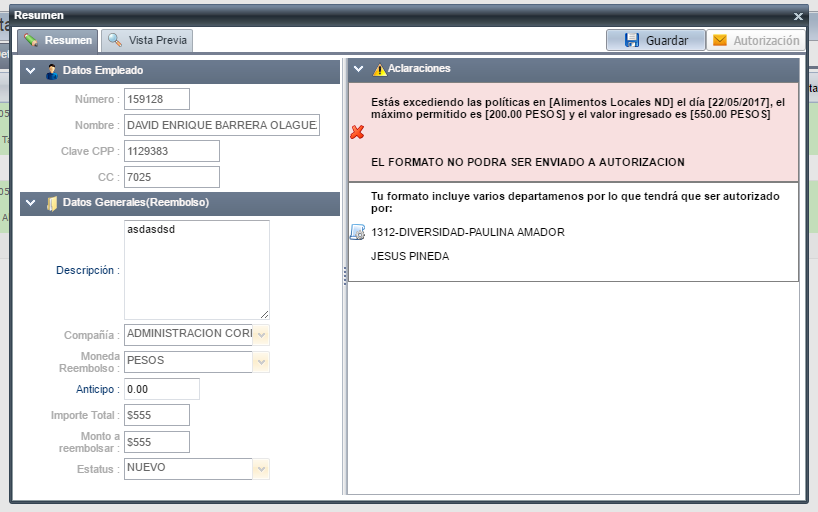 Resumen
Resumen
Vista Previa
Guardar
Autorización
Datos Empleado
Número : 159128
Nombre : DAVID ENRIQUE BARRERA OLAGUE
Clave CPP : 1129383
CC : 7025
Datos Generales(Reembolso)
Descripción : asdasdsd
Compañía : ADMINISTRACION CORI
Moneda
Reembolso : PESOS
Anticipo : 0.00
Importe Total : $555
Monto a
reembolsar : $555
Estatus : NUEVO
Aclaraciones
Estás excediendo las políticas en [Alimentos Locales ND] el día [22/05/2017], el
máximo permitido es [200.00 PESOS] y el valor ingresado es [550.00 PESOS]
EL FORMATO NO PODRA SER ENVIADO A AUTORIZACION
Tu formato incluye varios departamenos por lo que tendrá que ser autorizado
por:
1312-DIVERSIDAD-PAULINA AMADOR
JESUS PINEDA